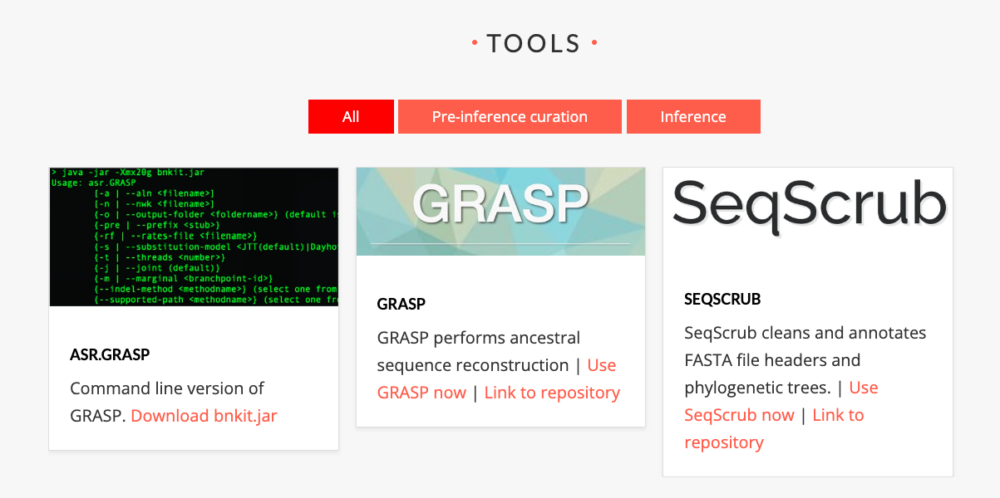 • TOOLS •
All
Pre-inference curation
Inference
> java -jar -Xmx20g bnkit.jar
Usage: asr.GRASP
[-a | --aln <filename>]
[-n | --nwk <filename>]
{-o | --output-folder <foldername>} (default is
{-pre | --prefix <stub>}
{-rf | --rates-file <filename>}
{-s | --substitution-model <JTT(default)|Dayho
{-t | --threads <number>}
{-j | --joint (default)}
{-m | --marginal <branchpoint-id>}
{--indel-method <methodname>} (select one from
{--supported-path <methodname>} (select one fr
ASR.GRASP
Command line version of
GRASP. Download bnkit.jar
GRASP
GRASP
GRASP performs ancestral
sequence reconstruction | Use
GRASP now | Link to repository
SeqScrub
SEQSCRUB
SeqScrub cleans and annotates
FASTA file headers and
phylogenetic trees. | Use
SeqScrub now | Link to
repository